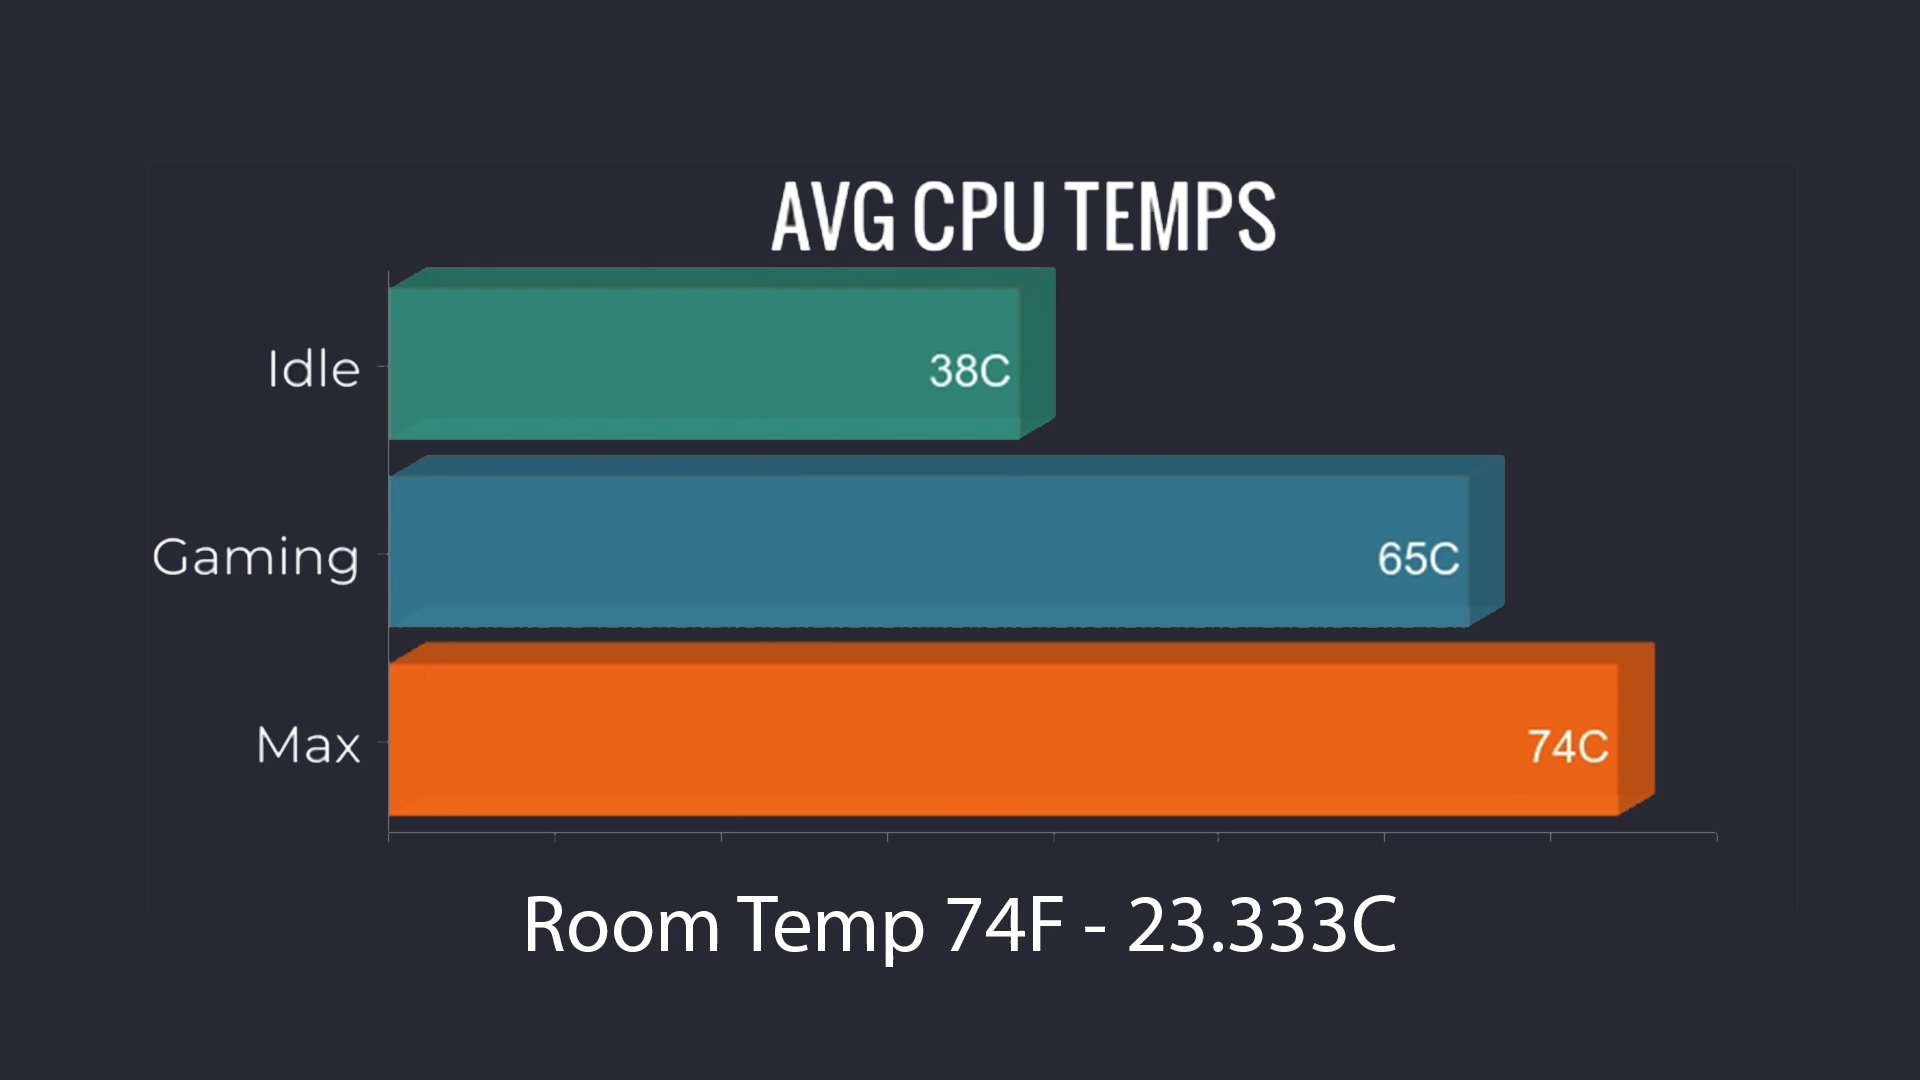 AVG CPU TEMPS
Idle 38C
Gaming 65C
Max 74C
Room Temp 74F - 23.333C